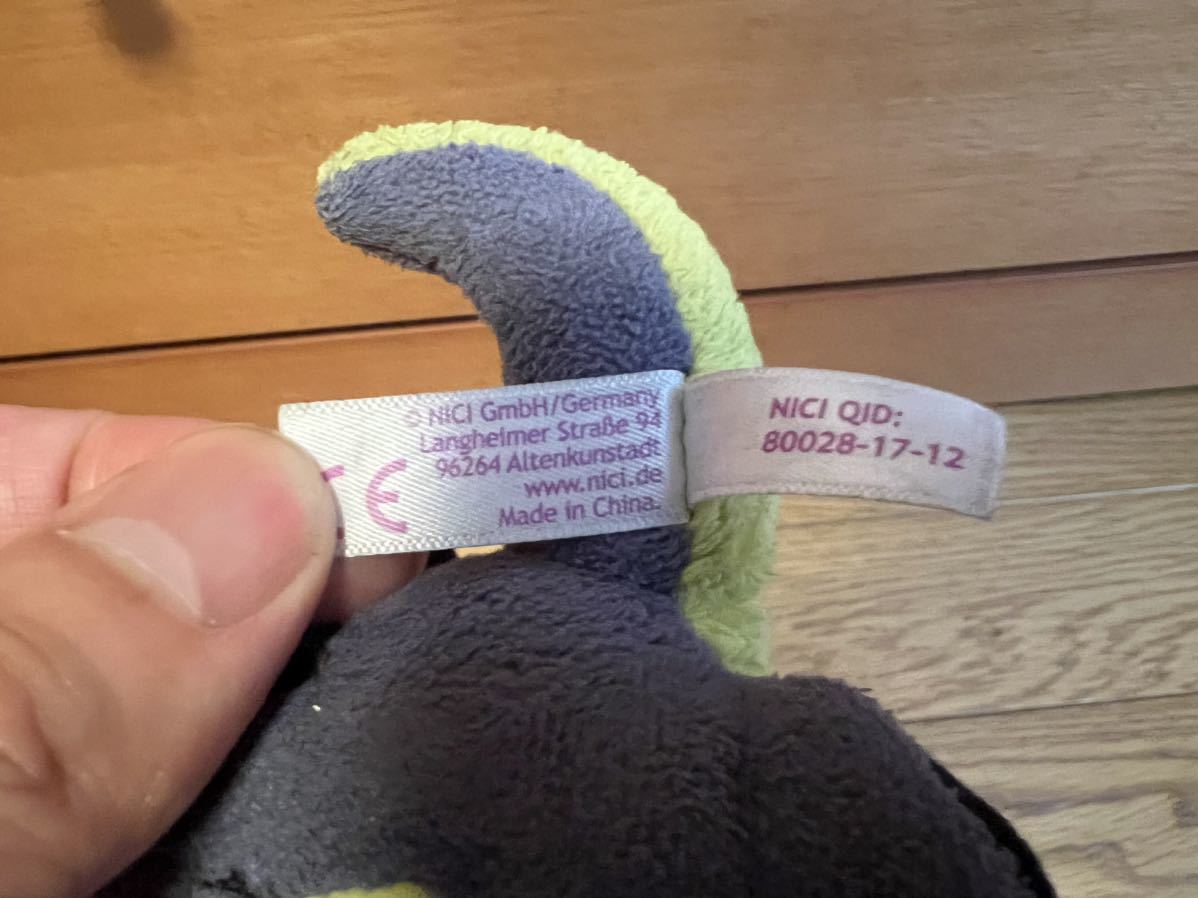 © NICI GmbH/Germany
Langheimer Straße 94
96264 Altenkunstadt
www.nici.de
Made in China.
CE
NICI QID:
80028-17-12